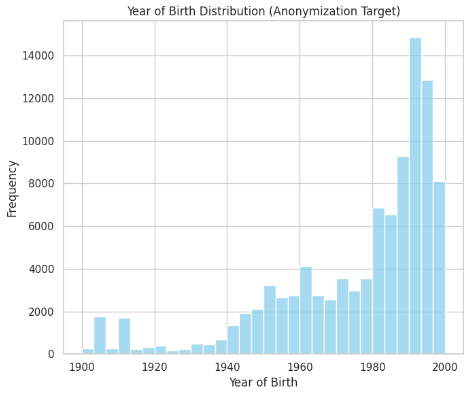 Year of Birth Distribution (Anonymization Target)
14000
12000
10000
8000
6000
4000
2000
0
Frequency
1900 1920 1940 1960 1980 2000
Year of Birth